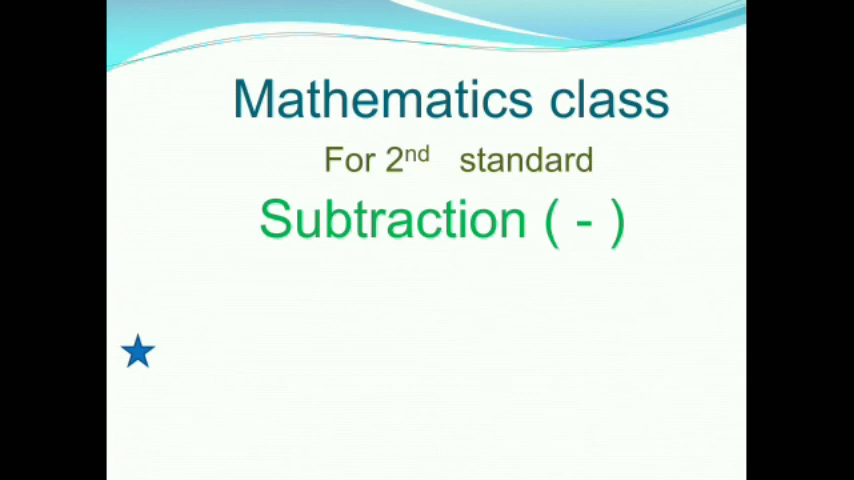 Mathematics class
For 2nd standard
Subtraction ( - )